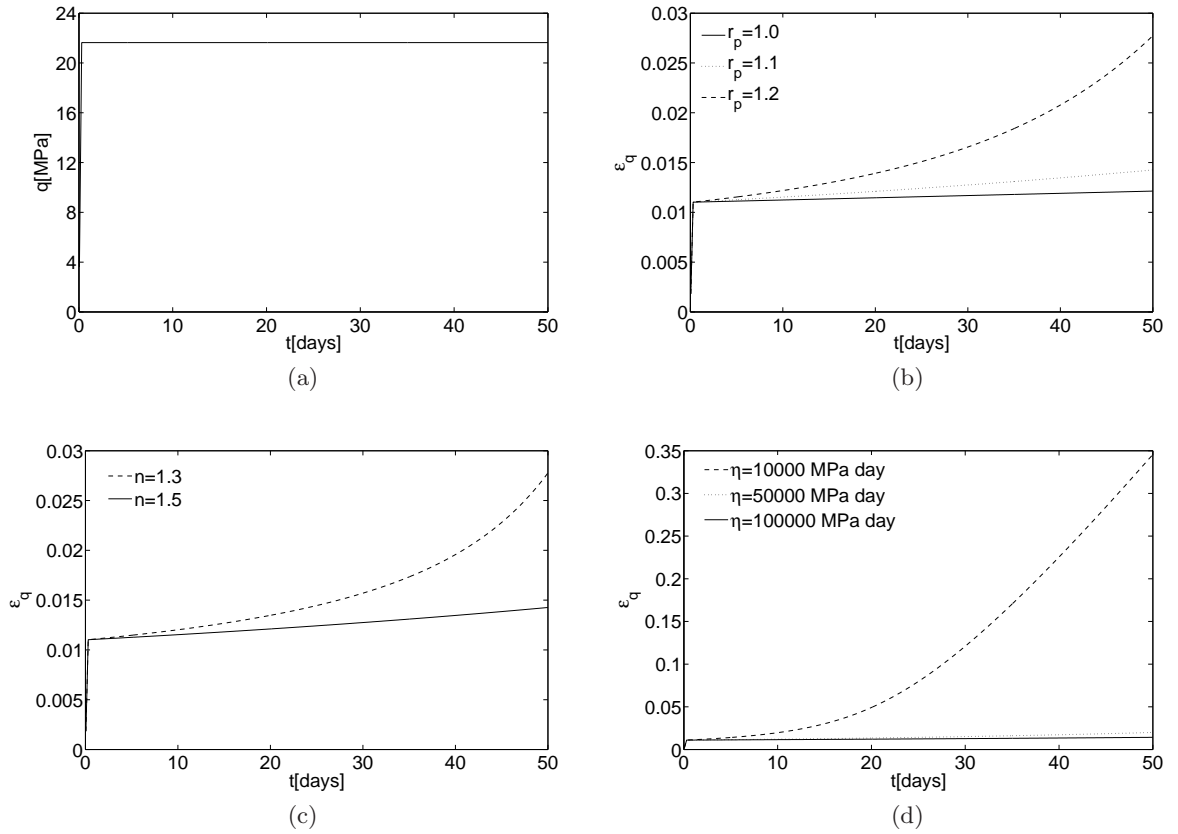 24
20
16
12
8
4
0
q[MPa]
0 10 20 30 40 50
t[days]
(a)
0.03
0.025
0.02
0.015
0.01
0.005
0
ε_q
r_p=1.0
r_p=1.1
r_p=1.2
0 10 20 30 40 50
t[days]
(b)
0.03
0.025
0.02
0.015
0.01
0.005
0
ε_q
n=1.3
n=1.5
0 10 20 30 40 50
t[days]
(c)
0.35
0.3
0.25
0.2
0.15
0.1
0.05
0
ε_q
η=10000 MPa day
η=50000 MPa day
η=100000 MPa day
0 10 20 30 40 50
t[days]
(d)